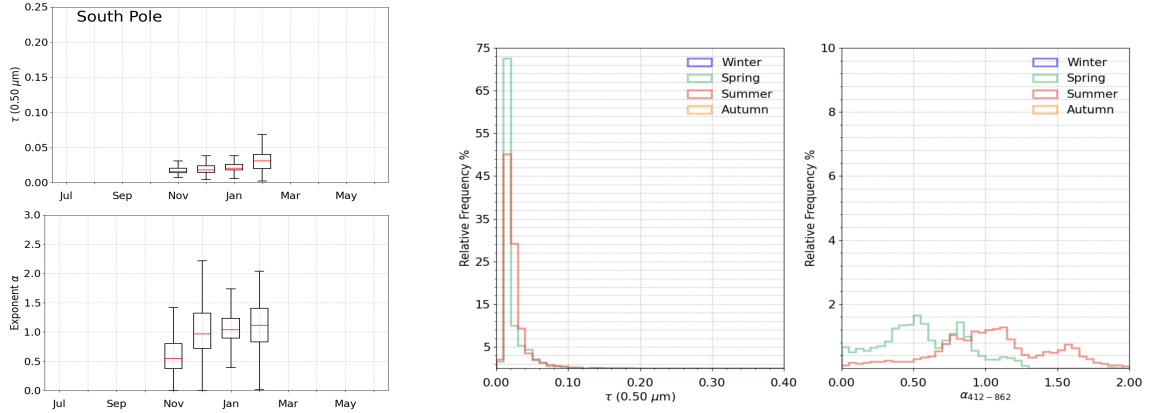 South Pole
τ (0.50 μm)
0.25
0.20
0.15
0.10
0.05
0.00
Jul Sep Nov Jan Mar May
Exponent α
3.0
2.5
2.0
1.5
1.0
0.5
0.0
Jul Sep Nov Jan Mar May
Relative Frequency %
75
65
55
45
35
25
15
5
Winter
Spring
Summer
Autumn
0.00 0.10 0.20 0.30 0.40
τ (0.50 μm)
Relative Frequency %
10
8
6
4
2
Winter
Spring
Summer
Autumn
0.00 0.50 1.00 1.50 2.00
α412−862